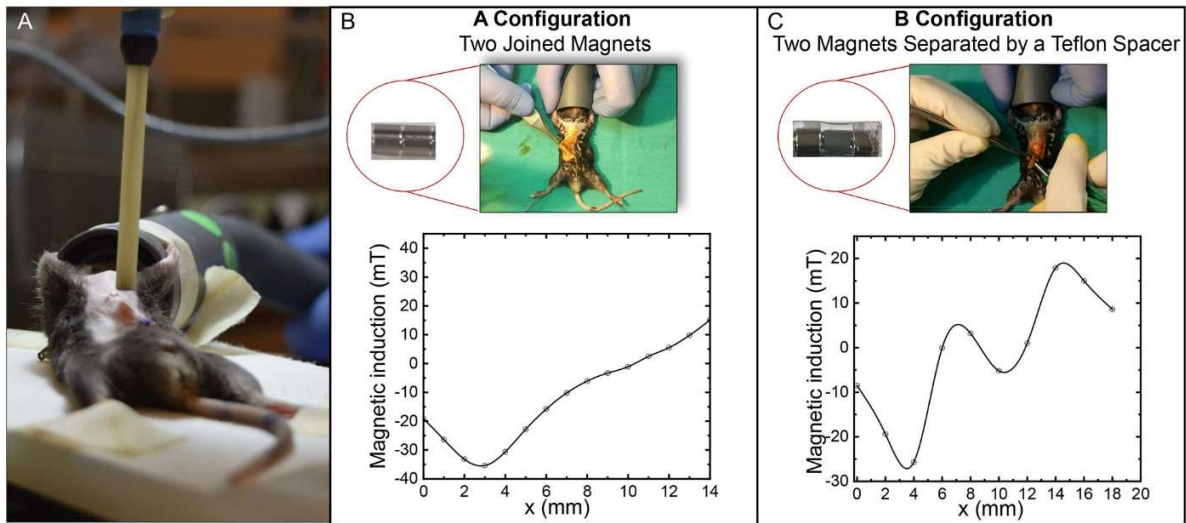 A
B
A Configuration
Two Joined Magnets
Magnetic induction (mT)
40
30
20
10
0
-10
-20
-30
-40
0 2 4 6 8 10 12 14
x (mm)
C
B Configuration
Two Magnets Separated by a Teflon Spacer
Magnetic induction (mT)
20
10
0
-10
-20
-30
0 2 4 6 8 10 12 14 16 18 20
x (mm)